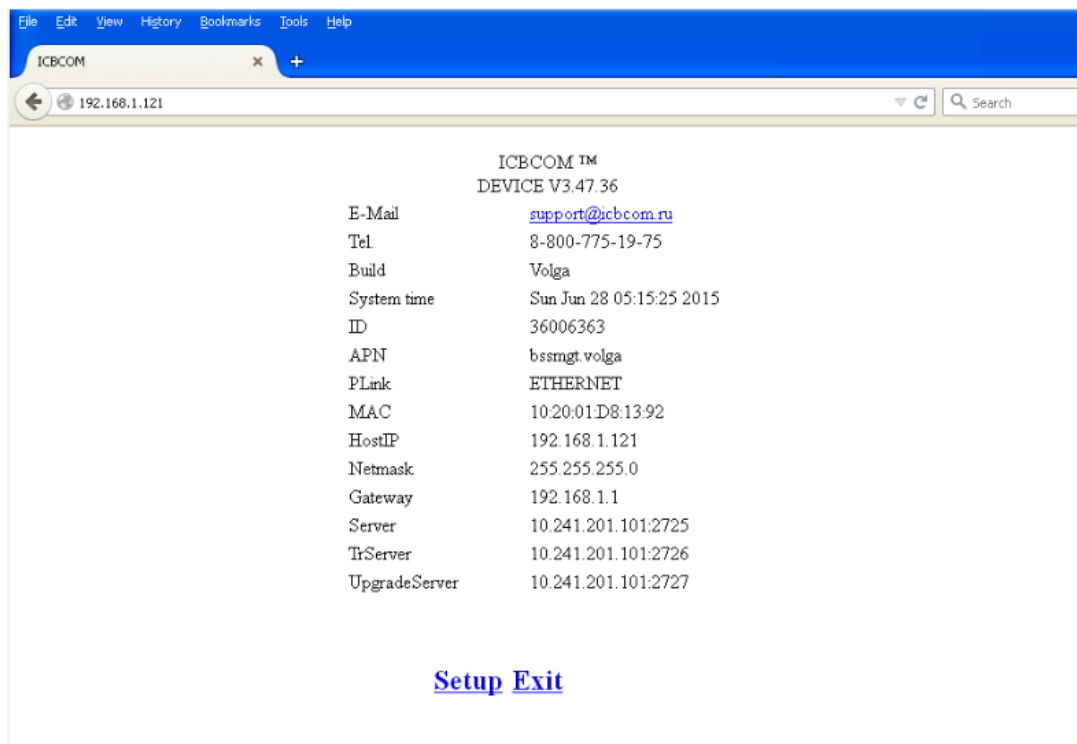 File Edit View History Bookmarks Tools Help
ICBCOM
192.168.1.121 Search
ICBCOM ™
DEVICE V3.47.36
E-Mail support@icbcom.ru
Tel. 8-800-775-19-75
Build Volga
System time Sun Jun 28 05:15:25 2015
ID 36006363
APN bssmgt.volga
PLink ETHERNET
MAC 10:20:01:D8:13:92
HostIP 192.168.1.121
Netmask 255.255.255.0
Gateway 192.168.1.1
Server 10.241.201.101:2725
TrServer 10.241.201.101:2726
UpgradeServer 10.241.201.101:2727
Setup Exit